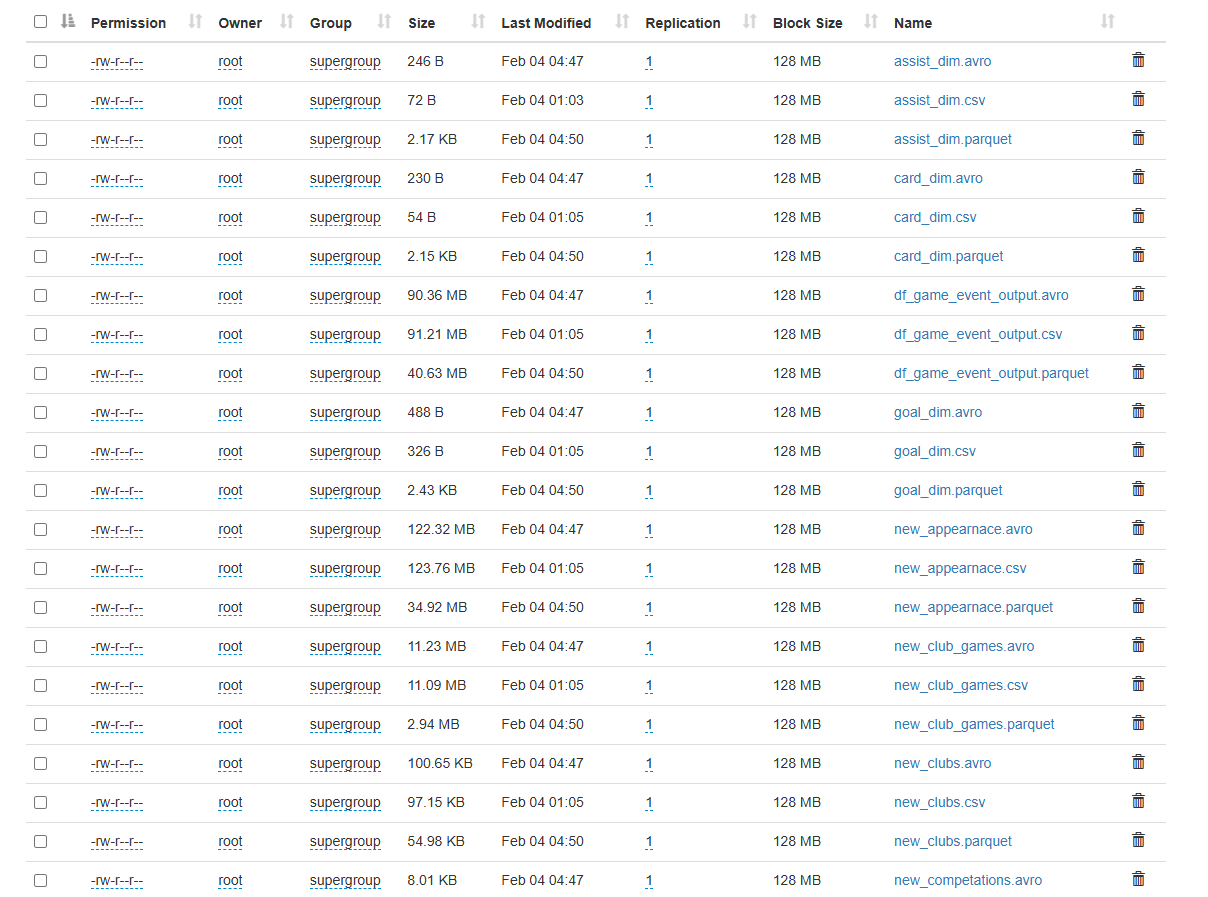 Permission Owner Group Size Last Modified Replication Block Size Name
-rw-r--r-- root supergroup 246 B Feb 04 04:47 1 128 MB assist_dim.avro
-rw-r--r-- root supergroup 72 B Feb 04 01:03 1 128 MB assist_dim.csv
-rw-r--r-- root supergroup 2.17 KB Feb 04 04:50 1 128 MB assist_dim.parquet
-rw-r--r-- root supergroup 230 B Feb 04 04:47 1 128 MB card_dim.avro
-rw-r--r-- root supergroup 54 B Feb 04 01:05 1 128 MB card_dim.csv
-rw-r--r-- root supergroup 2.15 KB Feb 04 04:50 1 128 MB card_dim.parquet
-rw-r--r-- root supergroup 90.36 MB Feb 04 04:47 1 128 MB df_game_event_output.avro
-rw-r--r-- root supergroup 91.21 MB Feb 04 01:05 1 128 MB df_game_event_output.csv
-rw-r--r-- root supergroup 40.63 MB Feb 04 04:50 1 128 MB df_game_event_output.parquet
-rw-r--r-- root supergroup 488 B Feb 04 04:47 1 128 MB goal_dim.avro
-rw-r--r-- root supergroup 326 B Feb 04 01:05 1 128 MB goal_dim.csv
-rw-r--r-- root supergroup 2.43 KB Feb 04 04:50 1 128 MB goal_dim.parquet
-rw-r--r-- root supergroup 122.32 MB Feb 04 04:47 1 128 MB new_appearnace.avro
-rw-r--r-- root supergroup 123.76 MB Feb 04 01:05 1 128 MB new_appearnace.csv
-rw-r--r-- root supergroup 34.92 MB Feb 04 04:50 1 128 MB new_appearnace.parquet
-rw-r--r-- root supergroup 11.23 MB Feb 04 04:47 1 128 MB new_club_games.avro
-rw-r--r-- root supergroup 11.09 MB Feb 04 01:05 1 128 MB new_club_games.csv
-rw-r--r-- root supergroup 2.94 MB Feb 04 04:50 1 128 MB new_club_games.parquet
-rw-r--r-- root supergroup 100.65 KB Feb 04 04:47 1 128 MB new_clubs.avro
-rw-r--r-- root supergroup 97.15 KB Feb 04 01:05 1 128 MB new_clubs.csv
-rw-r--r-- root supergroup 54.98 KB Feb 04 04:50 1 128 MB new_clubs.parquet
-rw-r--r-- root supergroup 8.01 KB Feb 04 04:47 1 128 MB new_competations.avro